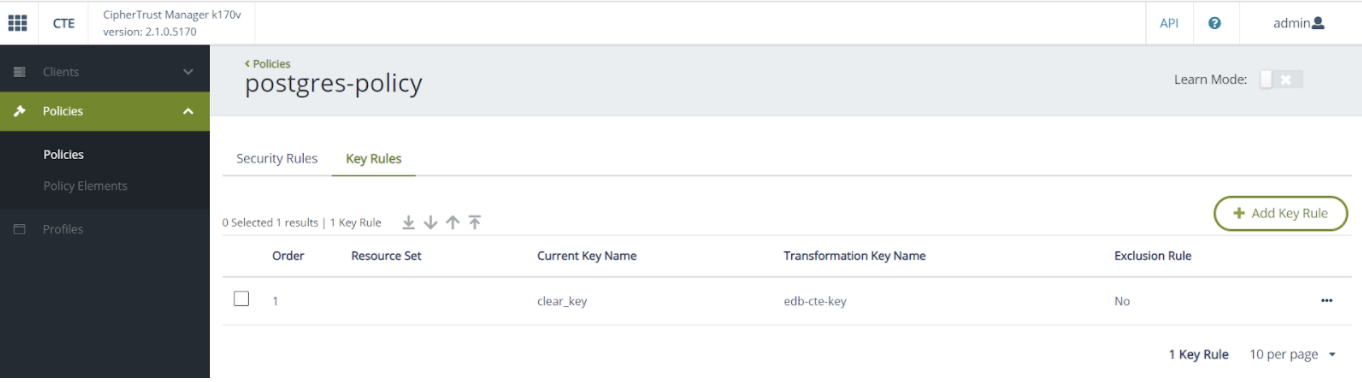 CTE
CipherTrust Manager k170v
version: 2.1.0.5170
API
admin
Clients
Policies
Policies
Policy Elements
Profiles
< Policies
postgres-policy
Learn Mode:
Security Rules
Key Rules
0 Selected 1 results | 1 Key Rule
+ Add Key Rule
Order Resource Set Current Key Name Transformation Key Name Exclusion Rule
1 clear_key edb-cte-key No
1 Key Rule 10 per page